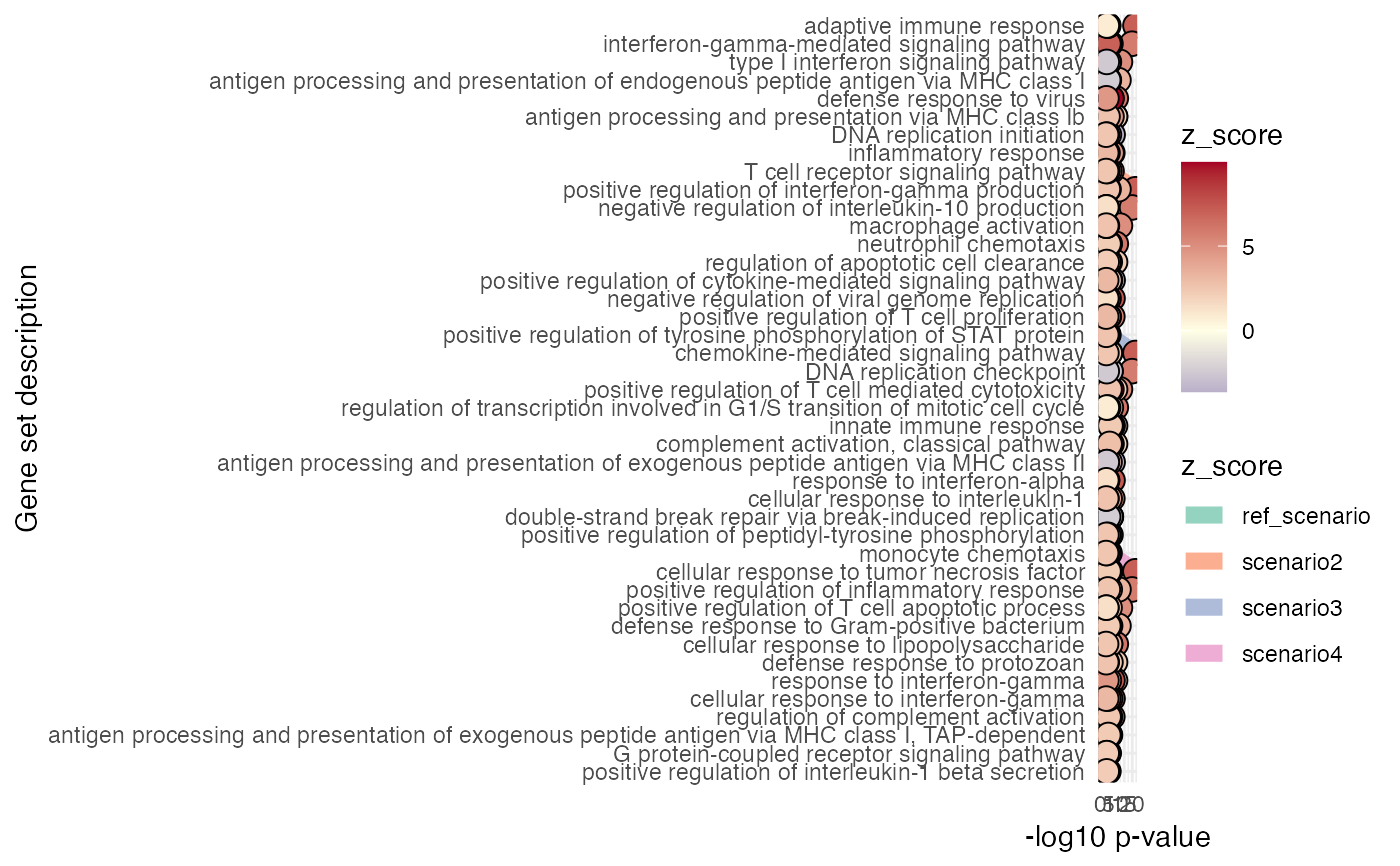 adaptive immune response
interferon-gamma-mediated signaling pathway
type I interferon signaling pathway
antigen processing and presentation of endogenous peptide antigen via MHC class I
defense response to virus
antigen processing and presentation via MHC class Ib
DNA replication initiation
inflammatory response
T cell receptor signaling pathway
positive regulation of interferon-gamma production
negative regulation of interleukin-10 production
macrophage activation
neutrophil chemotaxis
regulation of apoptotic cell clearance
positive regulation of cytokine-mediated signaling pathway
negative regulation of viral genome replication
positive regulation of T cell proliferation
positive regulation of tyrosine phosphorylation of STAT protein
chemokine-mediated signaling pathway
DNA replication checkpoint
positive regulation of T cell mediated cytotoxicity
regulation of transcription involved in G1/S transition of mitotic cell cycle
innate immune response
complement activation, classical pathway
antigen processing and presentation of exogenous peptide antigen via MHC class II
response to interferon-alpha
cellular response to interleukin-1
double-strand break repair via break-induced replication
positive regulation of peptidyl-tyrosine phosphorylation
monocyte chemotaxis
cellular response to tumor necrosis factor
positive regulation of inflammatory response
positive regulation of T cell apoptotic process
defense response to Gram-positive bacterium
cellular response to lipopolysaccharide
defense response to protozoan
response to interferon-gamma
cellular response to interferon-gamma
regulation of complement activation
antigen processing and presentation of exogenous peptide antigen via MHC class I, TAP-dependent
G protein-coupled receptor signaling pathway
positive regulation of interleukin-1 beta secretion
Gene set description
-log10 p-value
z_score
5
0
z_score
ref_scenario
scenario2
scenario3
scenario4